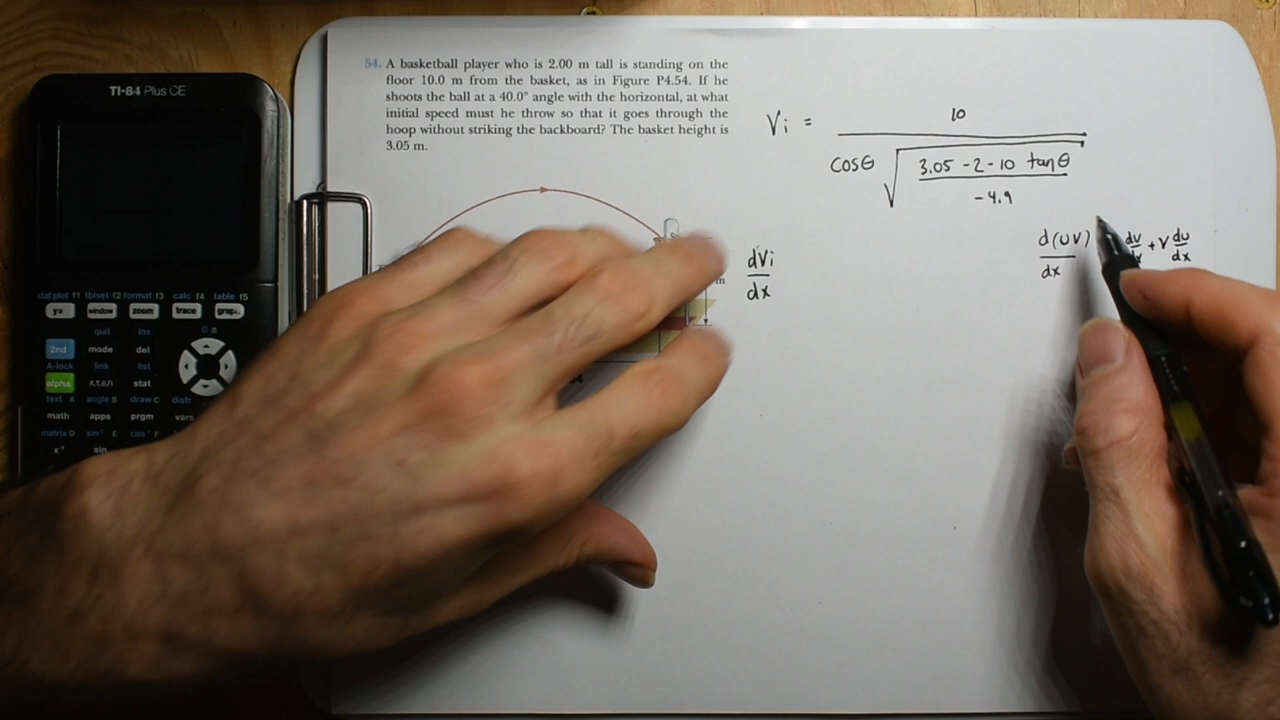 TI-84 Plus CE
stat plot f1 tblset f2 format f3 calc f4 table f5
y= window zoom trace graph
quit ins
2nd mode del
A-lock link list
alpha x,t,θ,n stat
test A angle B draw C distr
math apps prgm vars
matrix D sin⁻¹ E cos⁻¹ F
x⁻¹ sin
54. A basketball player who is 2.00 m tall is standing on the
floor 10.0 m from the basket, as in Figure P4.54. If he
shoots the ball at a 40.0° angle with the horizontal, at what
initial speed must he throw so that it goes through the
hoop without striking the backboard? The basket height is
3.05 m.
m
54
Vi = 10
cosθ √ 3.05 -2 -10 tanθ
-4.9
dVi
dx
d(uv) dv + v du
dx dx dx